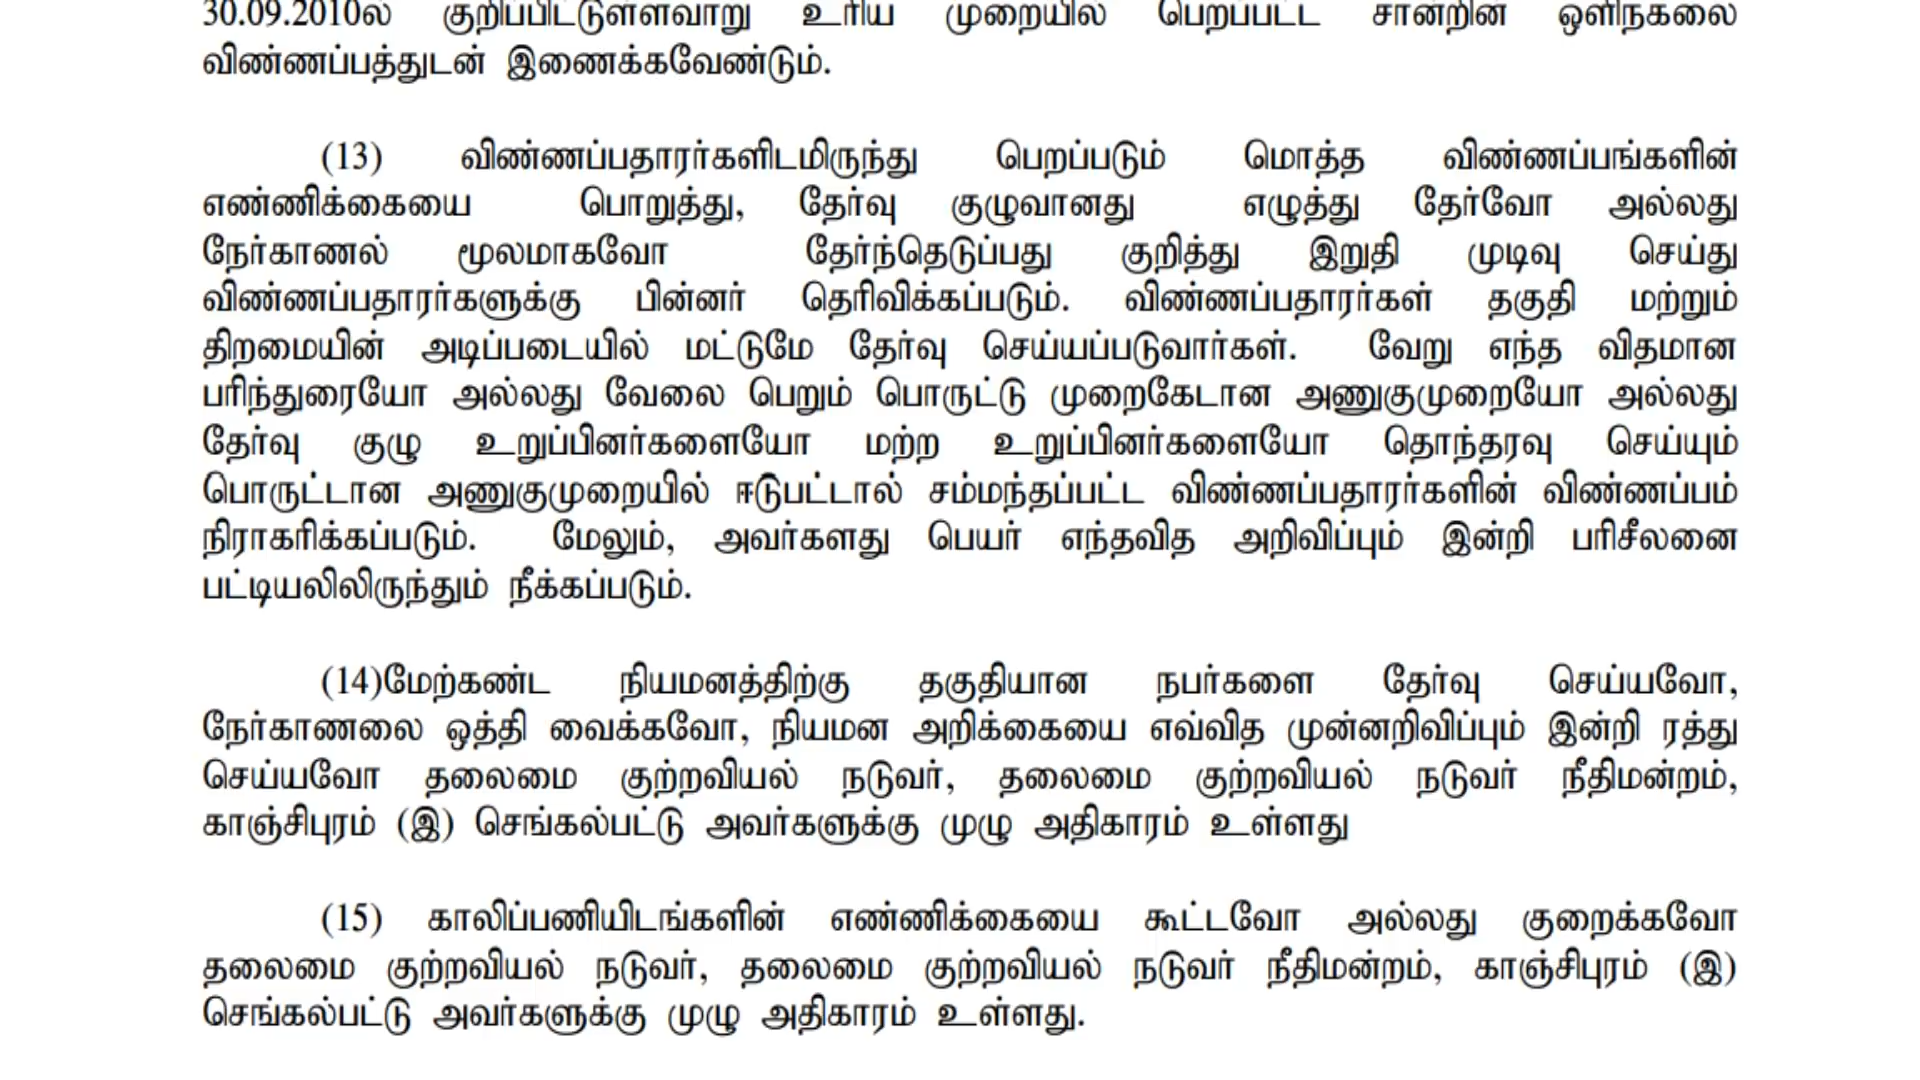 30.09.2010ல் குறிப்பிட்டுள்ளவாறு உரிய முறையில் பெறப்பட்ட சான்றின் ஒளிநகலை
விண்ணப்பத்துடன் இணைக்கவேண்டும்.
(13) விண்ணப்பதாரர்களிடமிருந்து பெறப்படும் மொத்த விண்ணப்பங்களின்
எண்ணிக்கையை பொறுத்து, தேர்வு குழுவானது எழுத்து தேர்வோ அல்லது
நேர்காணல் மூலமாகவோ தேர்ந்தெடுப்பது குறித்து இறுதி முடிவு செய்து
விண்ணப்பதாரர்களுக்கு பின்னர் தெரிவிக்கப்படும். விண்ணப்பதாரர்கள் தகுதி மற்றும்
திறமையின் அடிப்படையில் மட்டுமே தேர்வு செய்யப்படுவார்கள். வேறு எந்த விதமான
பரிந்துரையோ அல்லது வேலை பெறும் பொருட்டு முறைகேடான அணுகுமுறையோ அல்லது
தேர்வு குழு உறுப்பினர்களையோ மற்ற உறுப்பினர்களையோ தொந்தரவு செய்யும்
பொருட்டான அணுகுமுறையில் ஈடுபட்டால் சம்மந்தப்பட்ட விண்ணப்பதாரர்களின் விண்ணப்பம்
நிராகரிக்கப்படும். மேலும், அவர்களது பெயர் எந்தவித அறிவிப்பும் இன்றி பரிசீலனை
பட்டியலிலிருந்தும் நீக்கப்படும்.
(14)மேற்கண்ட நியமனத்திற்கு தகுதியான நபர்களை தேர்வு செய்யவோ,
நேர்காணலை ஒத்தி வைக்கவோ, நியமன அறிக்கையை எவ்வித முன்னறிவிப்பும் இன்றி ரத்து
செய்யவோ தலைமை குற்றவியல் நடுவர், தலைமை குற்றவியல் நடுவர் நீதிமன்றம்,
காஞ்சிபுரம் (இ) செங்கல்பட்டு அவர்களுக்கு முழு அதிகாரம் உள்ளது
(15) காலிப்பணியிடங்களின் எண்ணிக்கையை கூட்டவோ அல்லது குறைக்கவோ
தலைமை குற்றவியல் நடுவர், தலைமை குற்றவியல் நடுவர் நீதிமன்றம், காஞ்சிபுரம் (இ)
செங்கல்பட்டு அவர்களுக்கு முழு அதிகாரம் உள்ளது.